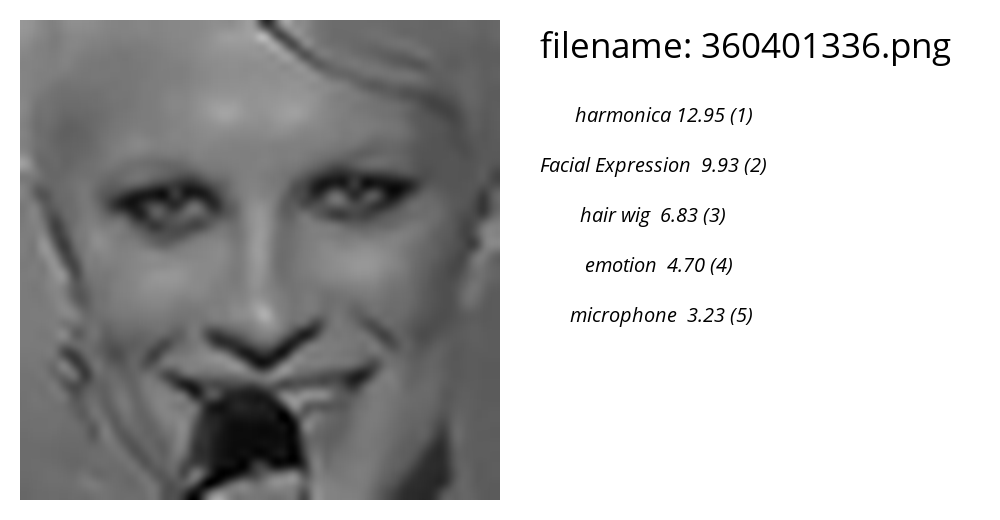 filename: 360401336.png
harmonica 12.95 (1)
Facial Expression 9.93 (2)
hair wig 6.83 (3)
emotion 4.70 (4)
microphone 3.23 (5)